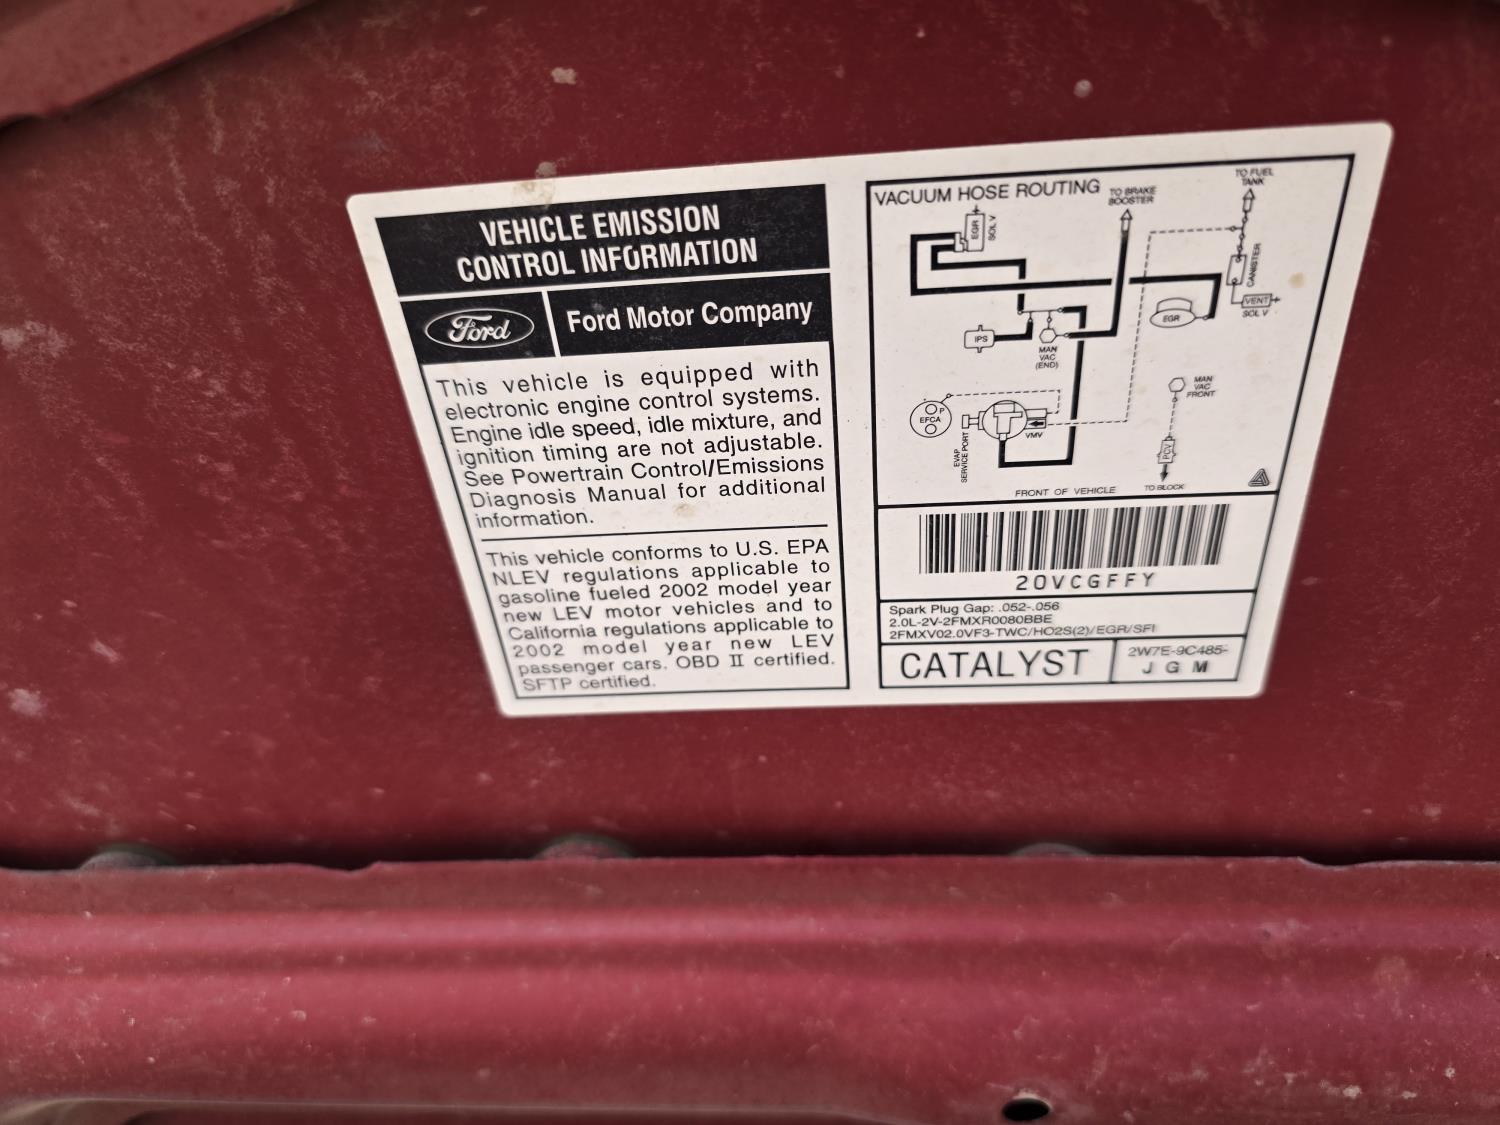 VEHICLE EMISSION
CONTROL INFORMATION
Ford
Ford Motor Company
This vehicle is equipped with
electronic engine control systems.
Engine idle speed, idle mixture, and
ignition timing are not adjustable.
See Powertrain Control/Emissions
Diagnosis Manual for additional
information.
This vehicle conforms to U.S. EPA
NLEV regulations applicable to
gasoline fueled 2002 model year
new LEV motor vehicles and to
California regulations applicable to
2002 model year new LEV
passenger cars. OBD II certified.
SFTP certified.
VACUUM HOSE ROUTING
TO BRAKE
BOOSTER
TO FUEL
TANK
EGR
SOL V
CANISTER
VENT
SOL V
EGR
IPS
MAN
VAC
(END)
MAN
VAC
FRONT
P
EFCA
EVAP
SERVICE PORT
VMV
PCV
TO BLOCK
FRONT OF VEHICLE
20VCGFFY
Spark Plug Gap: .052-.056
2.0L-2V-2FMXR0080BBE
2FMXV02.0VF3-TWC/HO2S(2)/EGR/SFI
CATALYST
2W7E-9C485-
J G M